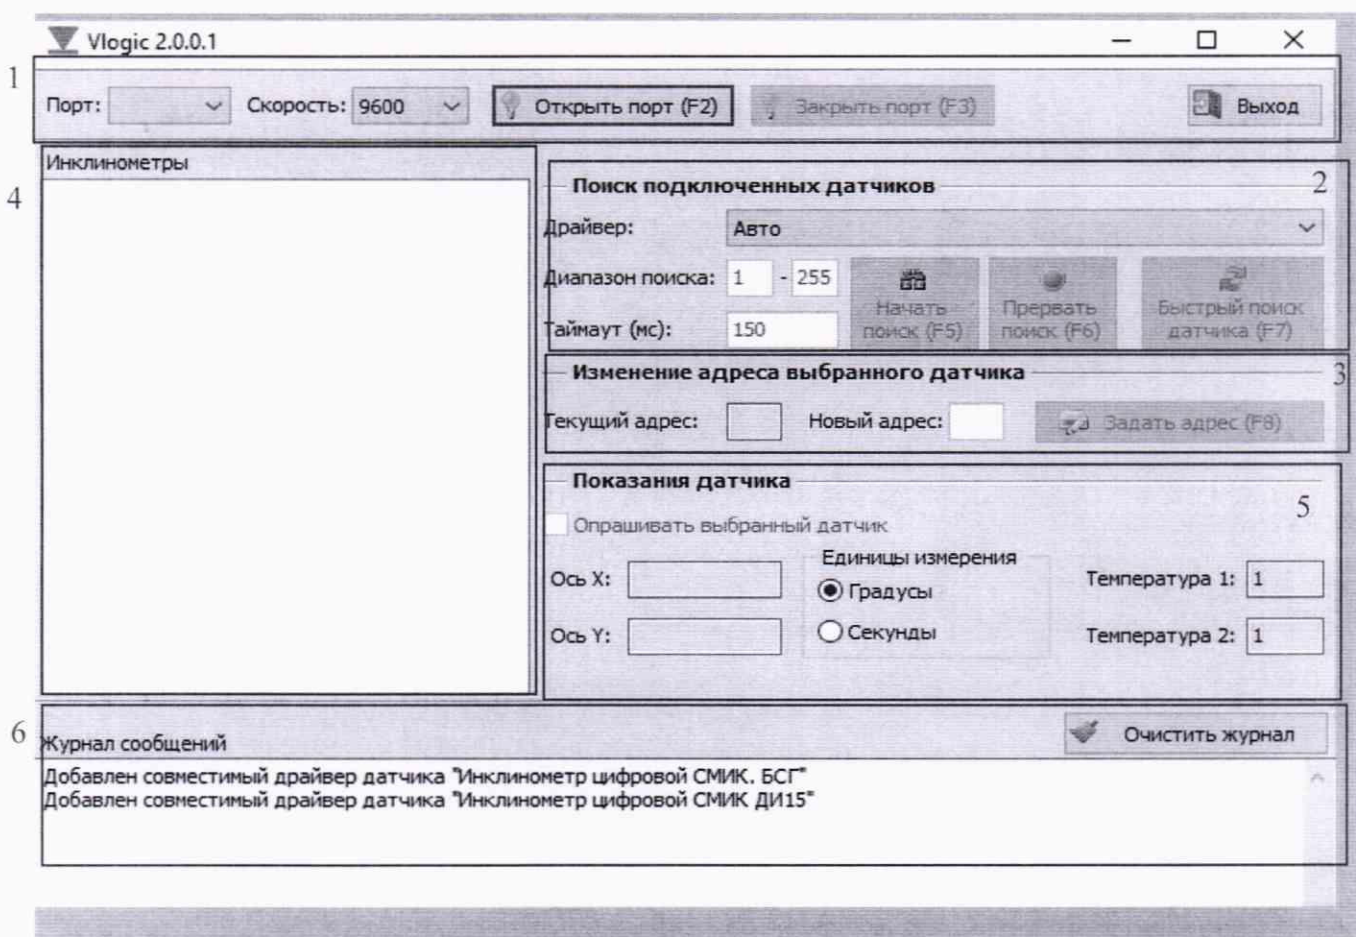 Vlogic 2.0.0.1
1
Порт: Скорость: 9600 Открыть порт (F2) Закрыть порт (F3) Выход
Инклинометры
4
Поиск подключенных датчиков 2
Драйвер: Авто
Диапазон поиска: 1 - 255 Начать поиск (F5) Прервать поиск (F6) Быстрый поиск датчика (F7)
Таймаут (мс): 150
Изменение адреса выбранного датчика 3
Текущий адрес: Новый адрес: Задать адрес (F8)
Показания датчика
5
Опрашивать выбранный датчик
Единицы измерения
Ось X: Градусы Температура 1: 1
Ось Y: Секунды Температура 2: 1
6
Журнал сообщений Очистить журнал
Добавлен совместимый драйвер датчика "Инклинометр цифровой СМИК. БСГ"
Добавлен совместимый драйвер датчика "Инклинометр цифровой СМИК ДИ15"